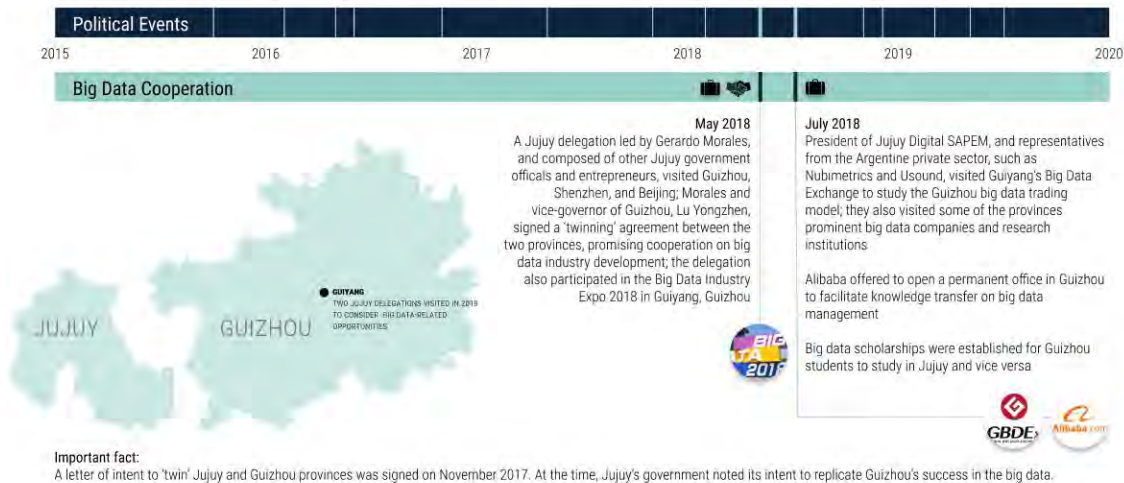 Political Events
2015 2016 2017 2018 2019 2020
Big Data Cooperation
May 2018
A Jujuy delegation led by Gerardo Morales,
and composed of other Jujuy government
officals and entrepreneurs, visited Guizhou,
Shenzhen, and Beijing; Morales and
vice-governor of Guizhou, Lu Yongzhen,
signed a 'twinning' agreement between the
two provinces, promising cooperation on big
data industry development; the delegation
also participated in the Big Data Industry
Expo 2018 in Guiyang, Guizhou
July 2018
President of Jujuy Digital SAPEM, and representatives
from the Argentine private sector, such as
Nubimetrics and Usound, visited Guiyang's Big Data
Exchange to study the Guizhou big data trading
model; they also visited some of the provinces
prominent big data companies and research
institutions
Alibaba offered to open a permanent office in Guizhou
to facilitate knowledge transfer on big data
management
Big data scholarships were established for Guizhou
students to study in Jujuy and vice versa
JUJUY
GUIZHOU
GUIYANG
TWO JUJUY DELEGATIONS VISITED IN 2018
TO CONSIDER BIG DATA-RELATED
OPPORTUNITIES
BIG
TA
2018
GBDEx
Alibaba.com
Important fact:
A letter of intent to 'twin' Jujuy and Guizhou provinces was signed on November 2017. At the time, Jujuy's government noted its intent to replicate Guizhou's success in the big data.